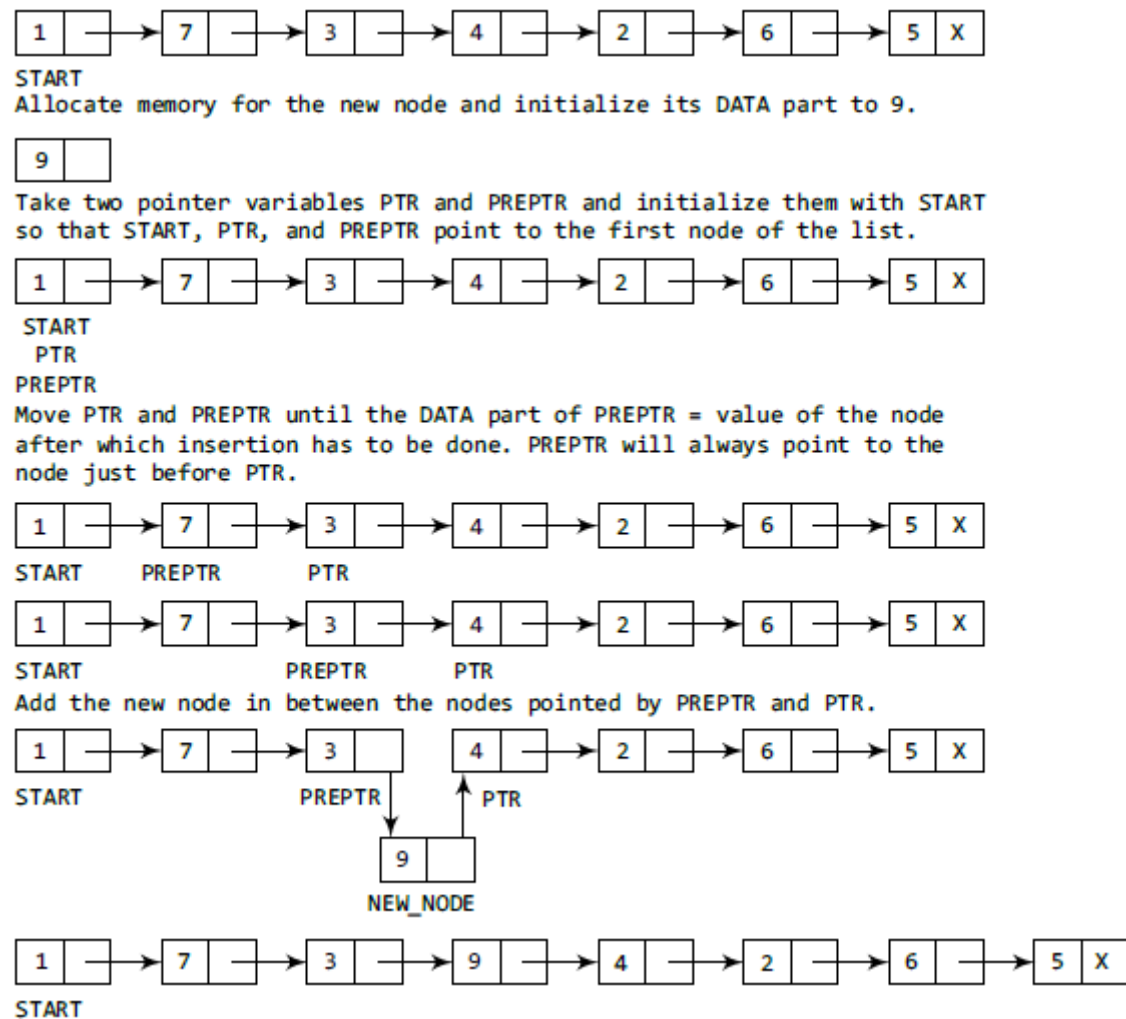 1 7 3 4 2 6 5 X
START
Allocate memory for the new node and initialize its DATA part to 9.
9
Take two pointer variables PTR and PREPTR and initialize them with START
so that START, PTR, and PREPTR point to the first node of the list.
1 7 3 4 2 6 5 X
START
PTR
PREPTR
Move PTR and PREPTR until the DATA part of PREPTR = value of the node
after which insertion has to be done. PREPTR will always point to the
node just before PTR.
1 7 3 4 2 6 5 X
START PREPTR PTR
1 7 3 4 2 6 5 X
START PREPTR PTR
Add the new node in between the nodes pointed by PREPTR and PTR.
1 7 3 4 2 6 5 X
START PREPTR PTR
9
NEW_NODE
1 7 3 9 4 2 6 5 X
START